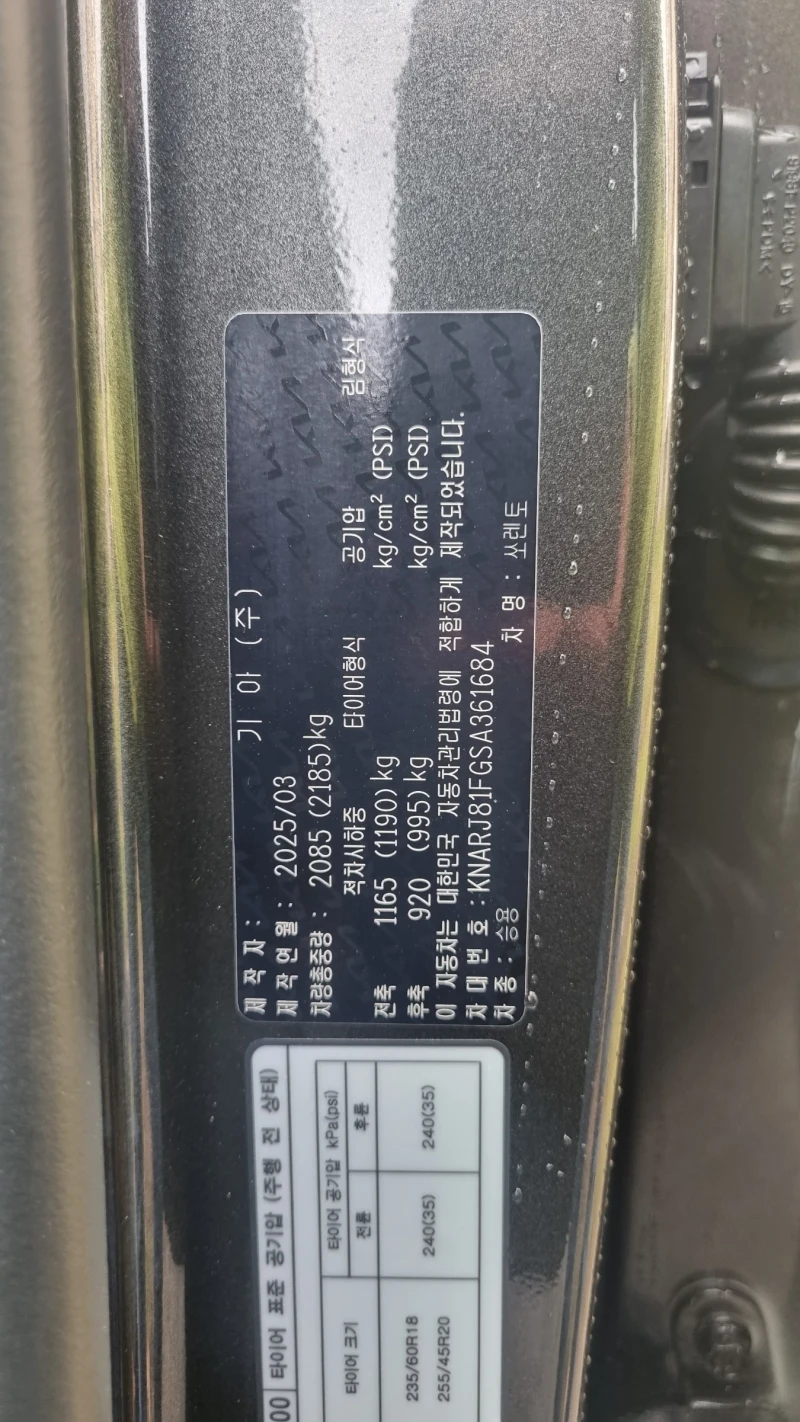 제 작 자 : 기 아 (주)
제 작 연 월 : 2025/03
차량총중량 : 2085 (2185)kg
적차시하중 타이어형식 공기압 림형식
전축 1165 (1190)kg kg/cm² (PSI)
후축 920 (995)kg kg/cm² (PSI)
이 자동차는 대한민국 자동차관리법령에 적합하게 제작되었습니다.
차 대 번 호 : KNARJ81FGSA361684
차 종 : 승용 차 명 : 쏘렌토
00 타이어 표준 공기압 (주행 전 상태)
타이어 크기 타이어 공기압 kPa(psi)
전륜 후륜
235/60R18
255/45R20
240(35) 240(35)